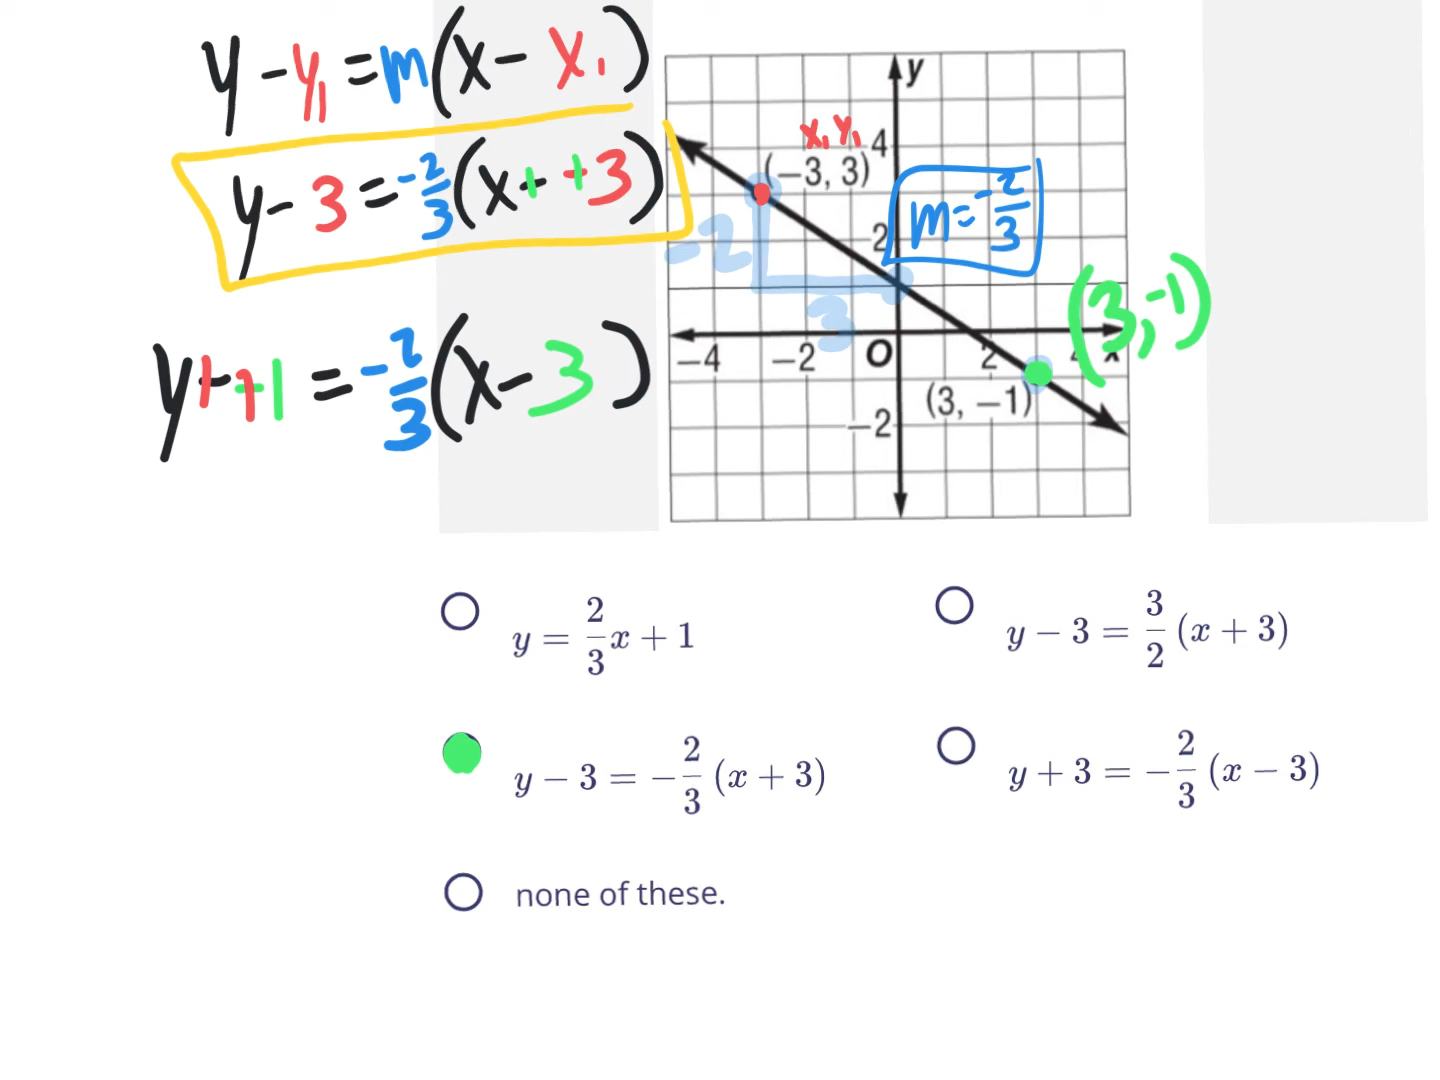 y - y₁ = m(x - x₁)
y - 3 = -2/3 (x + +3)
y + +1 = -2/3 (x - 3)
y
x₁ y₁
4
(−3, 3)
m = -2/3
-2
2
3
(3, -1)
−4 −2 O 2 4 x
(3, −1)
−2
y = 2/3 x + 1
y − 3 = 3/2 (x + 3)
y − 3 = −2/3 (x + 3)
y + 3 = −2/3 (x − 3)
none of these.